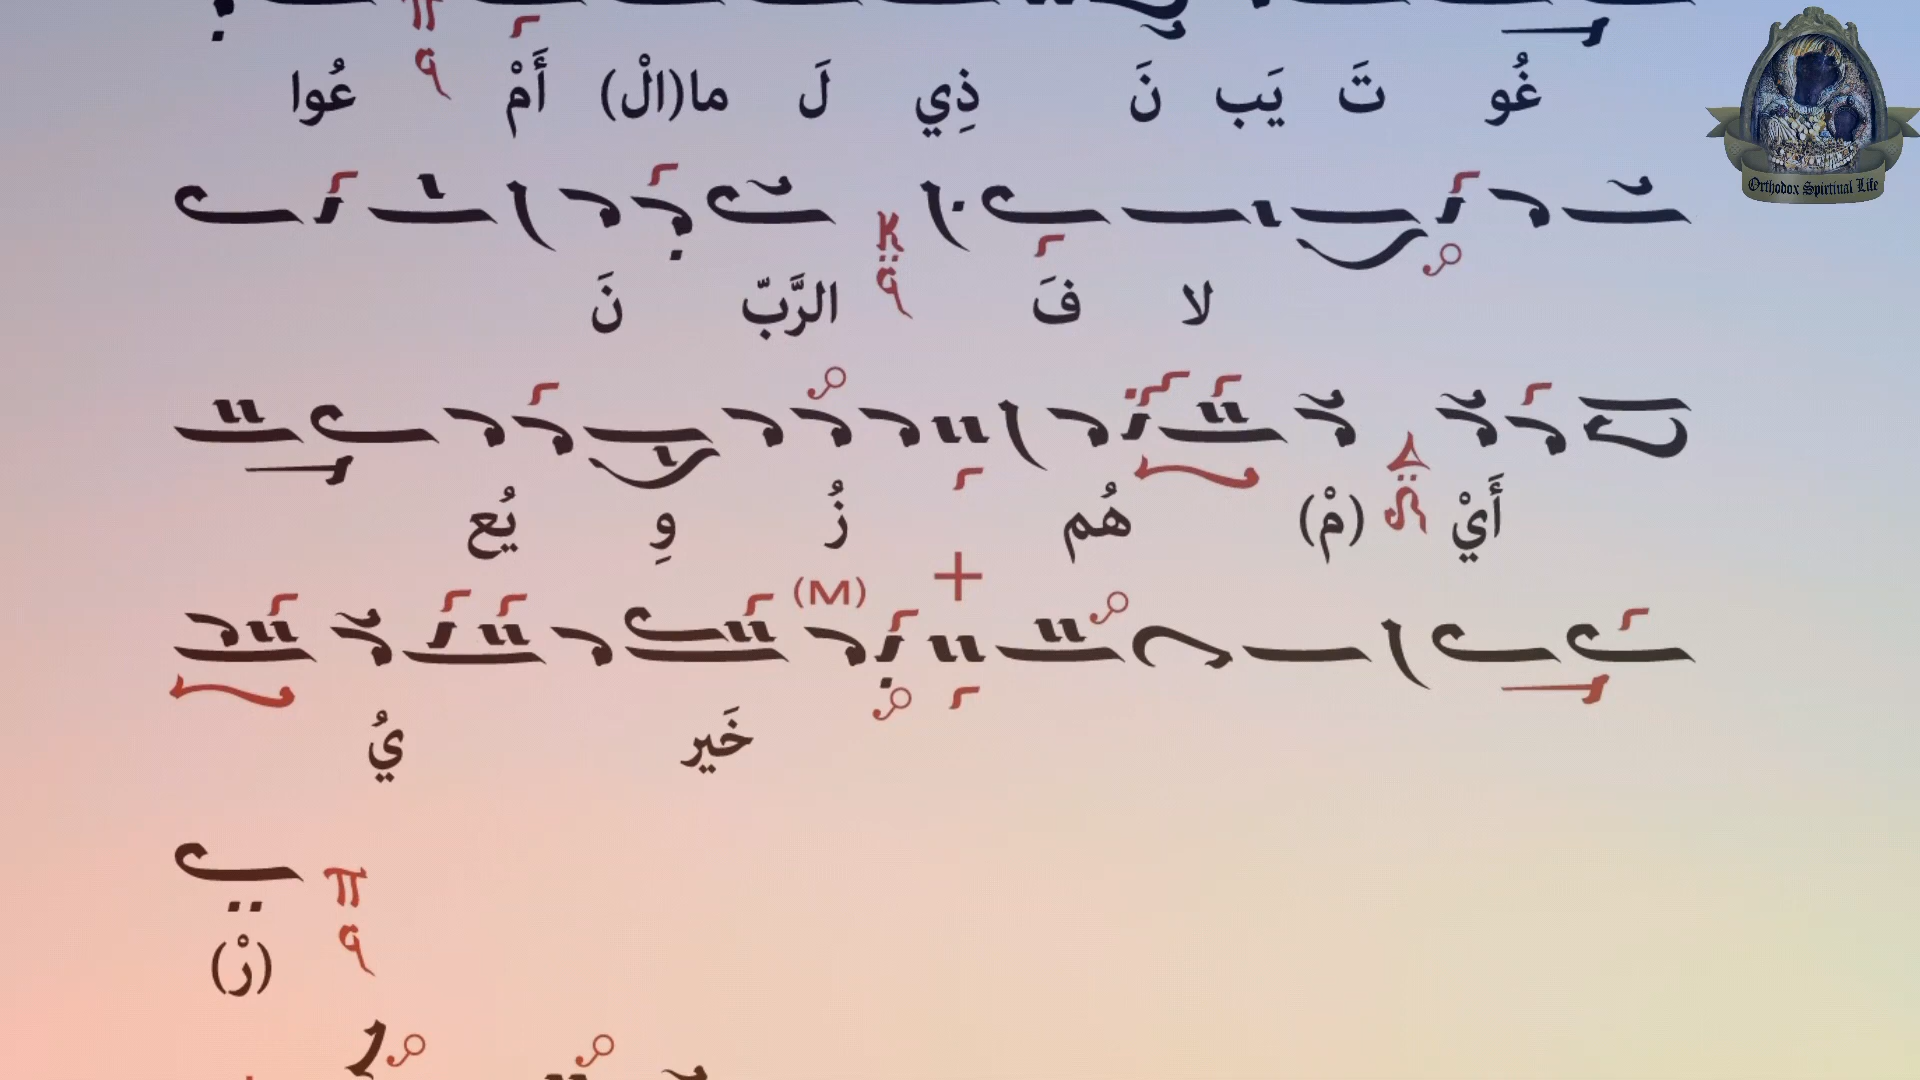 غُو تَ يَب نَ ذِي لَ ما(الْ) أَمْ عُوا
لا فَ الرَّبّ نَ
أَيْ (مْ) هُم زُ وِ يُع
(M)
خَير يُ
(رْ)
Orthodox Spiritual Life